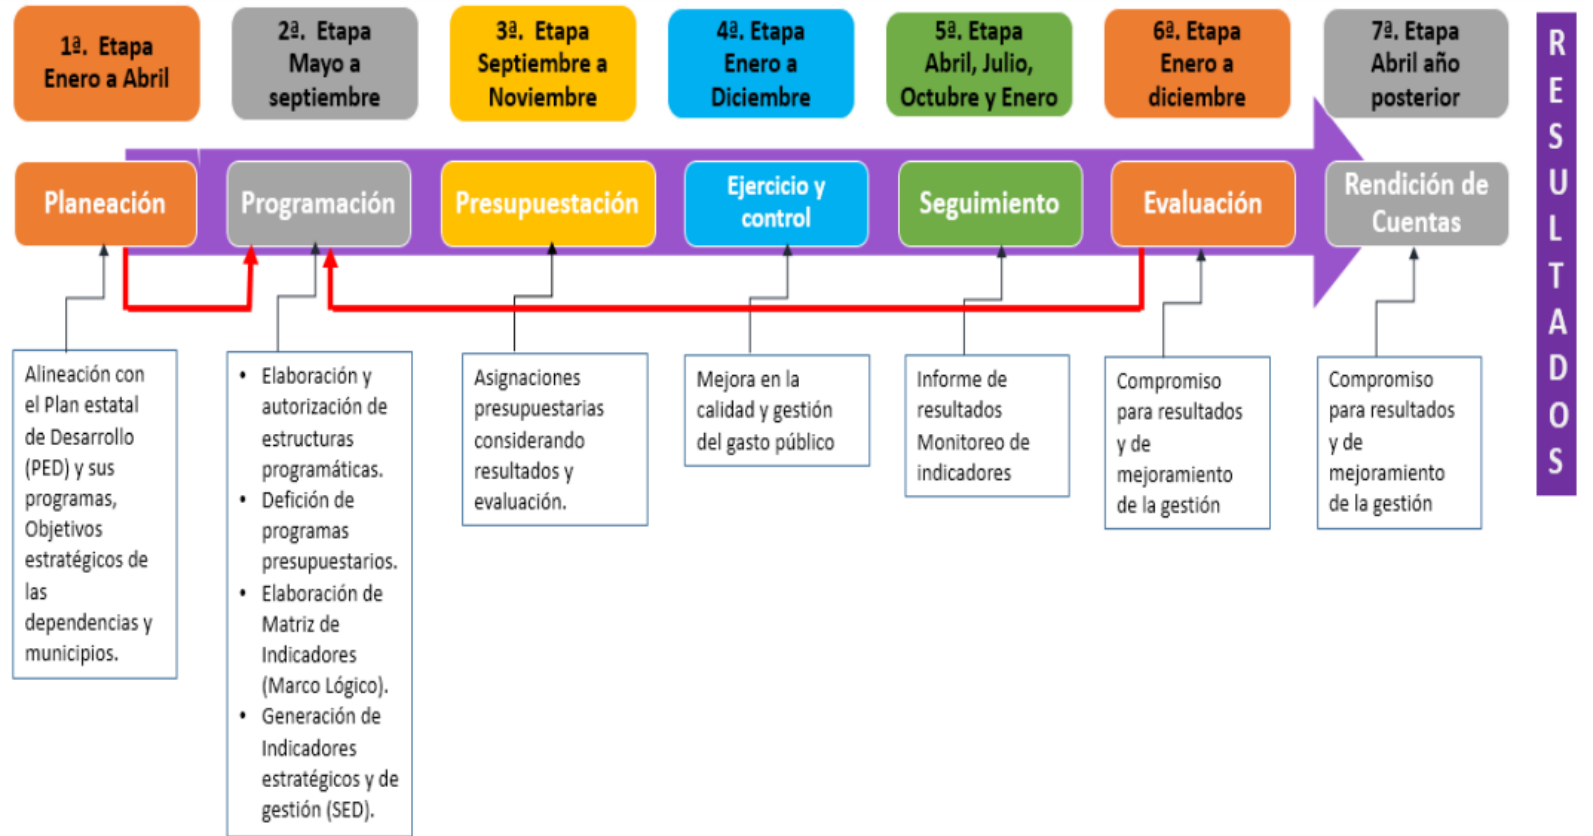 1ª. Etapa
Enero a Abril
2ª. Etapa
Mayo a
septiembre
3ª. Etapa
Septiembre a
Noviembre
4ª. Etapa
Enero a
Diciembre
5ª. Etapa
Abril, Julio,
Octubre y Enero
6ª. Etapa
Enero a
diciembre
7ª. Etapa
Abril año
posterior
Planeación
Programación
Presupuestación
Ejercicio y
control
Seguimiento
Evaluación
Rendición de
Cuentas
Alineación con
el Plan estatal
de Desarrollo
(PED) y sus
programas,
Objetivos
estratégicos de
las
dependencias y
municipios.
• Elaboración y
autorización de
estructuras
programáticas.
• Defición de
programas
presupuestarios.
• Elaboración de
Matriz de
Indicadores
(Marco Lógico).
• Generación de
Indicadores
estratégicos y de
gestión (SED).
Asignaciones
presupuestarias
considerando
resultados y
evaluación.
Mejora en la
calidad y gestión
del gasto público
Informe de
resultados
Monitoreo de
indicadores
Compromiso
para resultados
y de
mejoramiento
de la gestión
Compromiso
para resultados
y de
mejoramiento
de la gestión
RESULTADOS